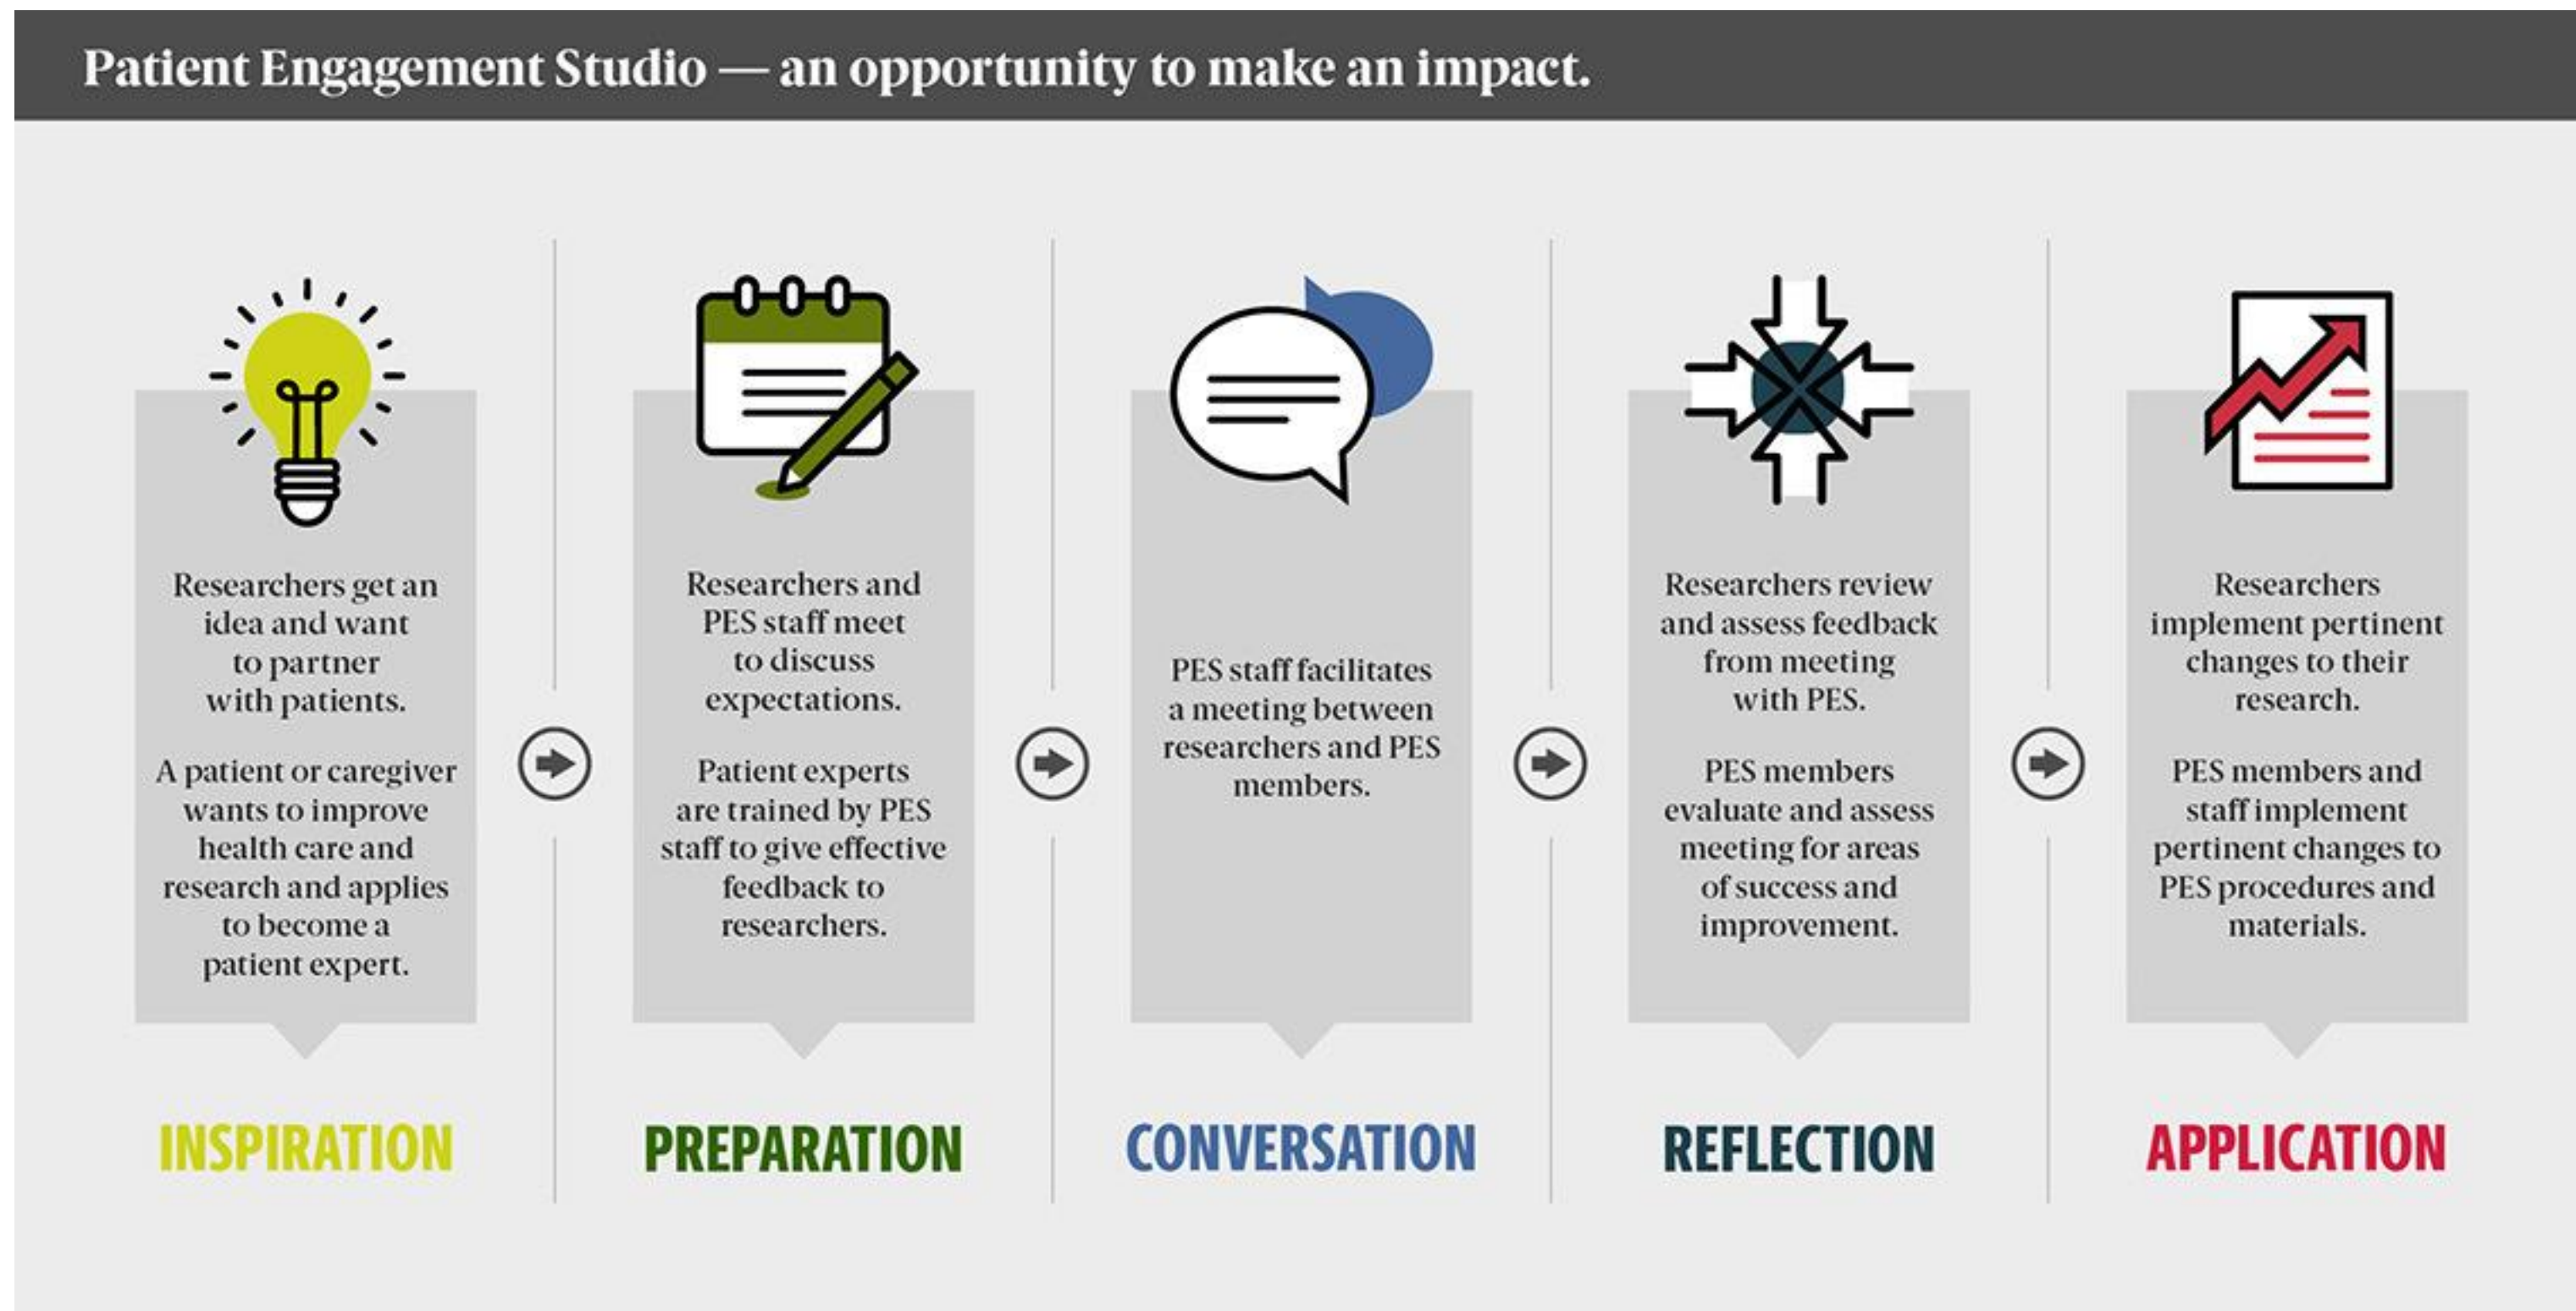 Patient Engagement Studio — an opportunity to make an impact.
Researchers get an
idea and want
to partner
with patients.
A patient or caregiver
wants to improve
health care and
research and applies
to become a
patient expert.
INSPIRATION
Researchers and
PES staff meet
to discuss
expectations.
Patient experts
are trained by PES
staff to give effective
feedback to
researchers.
PREPARATION
PES staff facilitates
a meeting between
researchers and PES
members.
CONVERSATION
Researchers review
and assess feedback
from meeting
with PES.
PES members
evaluate and assess
meeting for areas
of success and
improvement.
REFLECTION
Researchers
implement pertinent
changes to their
research.
PES members and
staff implement
pertinent changes to
PES procedures and
materials.
APPLICATION